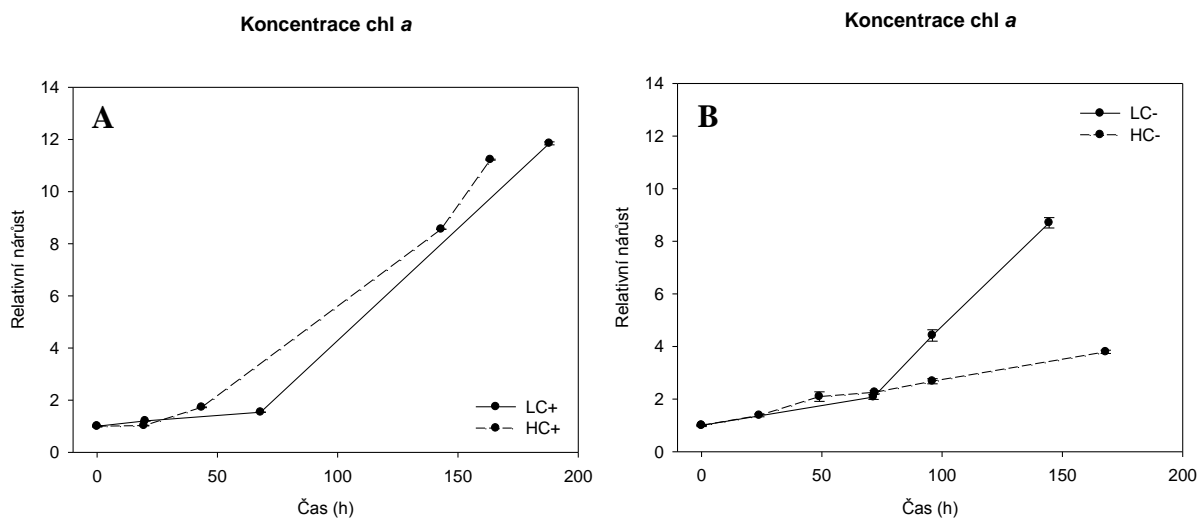 Koncentrace chl a
A
Relativní nárůst
14
12
10
8
6
4
2
0
LC+
HC+
0
50
100
150
200
Čas (h)
Koncentrace chl a
B
Relativní nárůst
14
12
10
8
6
4
2
0
LC-
HC-
0
50
100
150
200
Čas (h)